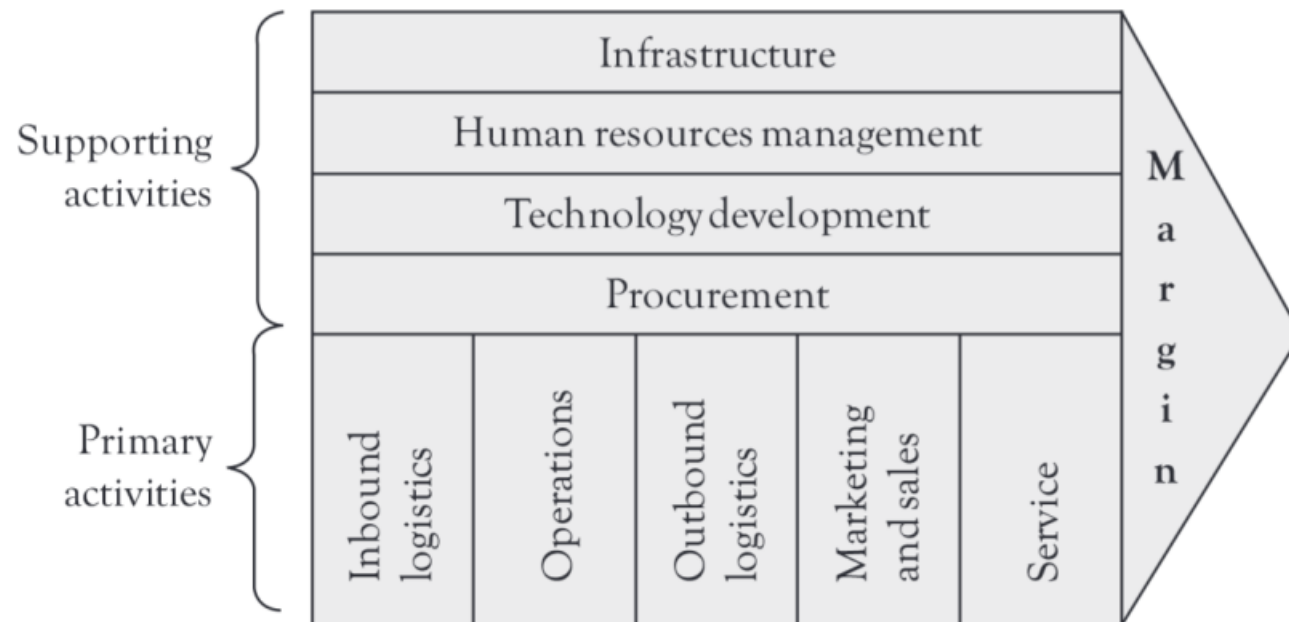 Infrastructure
Human resources management
Technology development
Procurement
Supporting
activities
Primary
activities
Inbound
logistics
Operations
Outbound
logistics
Marketing
and sales
Service
M
a
r
g
i
n